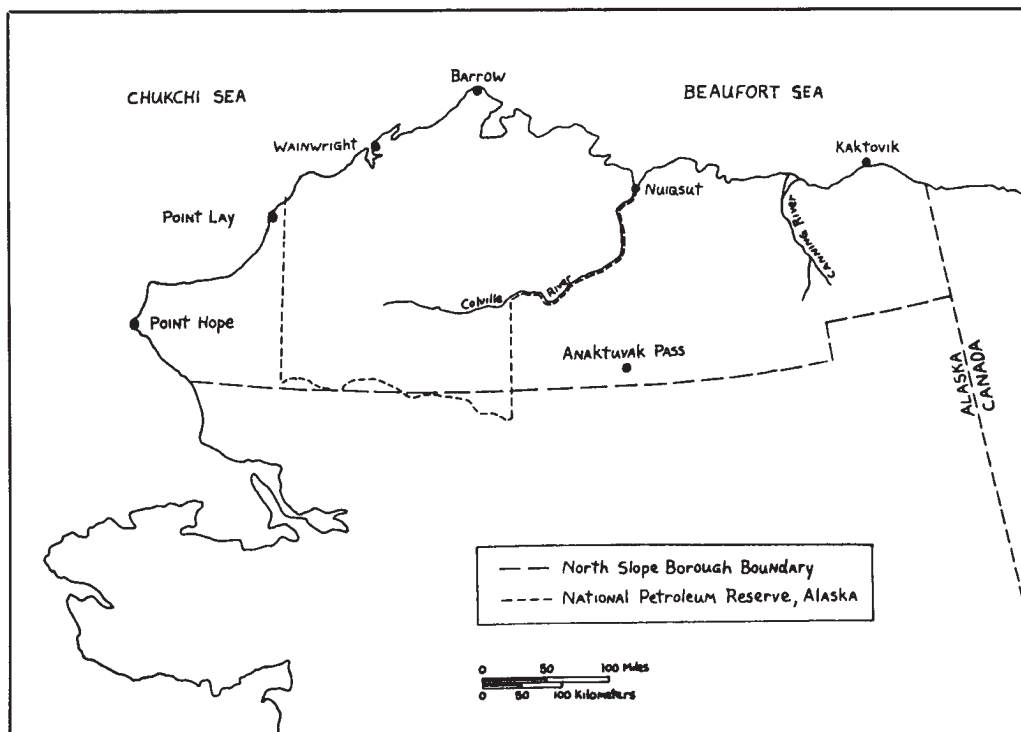 Barrow
CHUKCHI SEA
BEAUFORT SEA
WAINWRIGHT
KAKTOVIK
NUIQSUT
POINT LAY
CANNING River
Colville River
POINT HOPE
ANAKTUVAK PASS
ALASKA
CANADA
North Slope Borough Boundary
NATIONAL PETROLEUM RESERVE, ALASKA
0 50 100 Miles
0 50 100 Kilometers